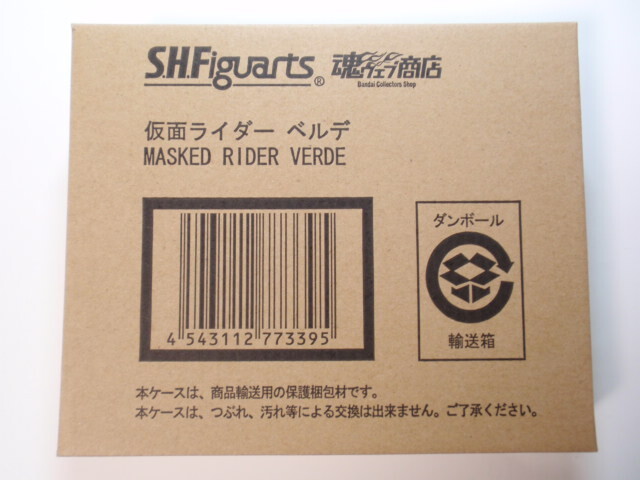 S.H.Figuarts® 魂ウェブ商店
Bandai Collectors Shop
仮面ライダー ベルデ
MASKED RIDER VERDE
4 543112 773395
ダンボール
輸送箱
本ケースは、商品輸送用の保護梱包材です。
本ケースは、つぶれ、汚れ等による交換は出来ません。ご了承ください。